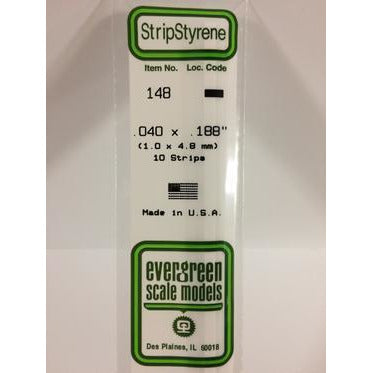 StripStyrene
Item No. Loc. Code
148
.040 x .188"
(1.0 x 4.8 mm)
10 Strips
Made in U.S.A.
evergreen
scale models
Des Plaines, IL 60018